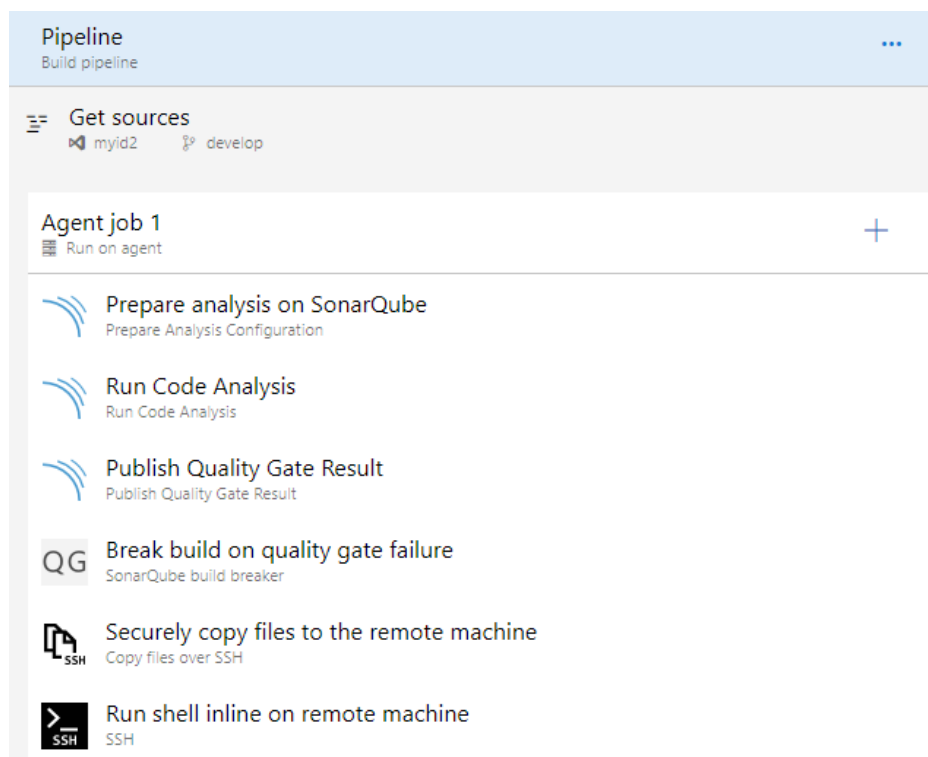 Pipeline
Build pipeline
Get sources
myid2 develop
Agent job 1
Run on agent
Prepare analysis on SonarQube
Prepare Analysis Configuration
Run Code Analysis
Run Code Analysis
Publish Quality Gate Result
Publish Quality Gate Result
QG
Break build on quality gate failure
SonarQube build breaker
Securely copy files to the remote machine
SSH
Copy files over SSH
Run shell inline on remote machine
SSH
SSH